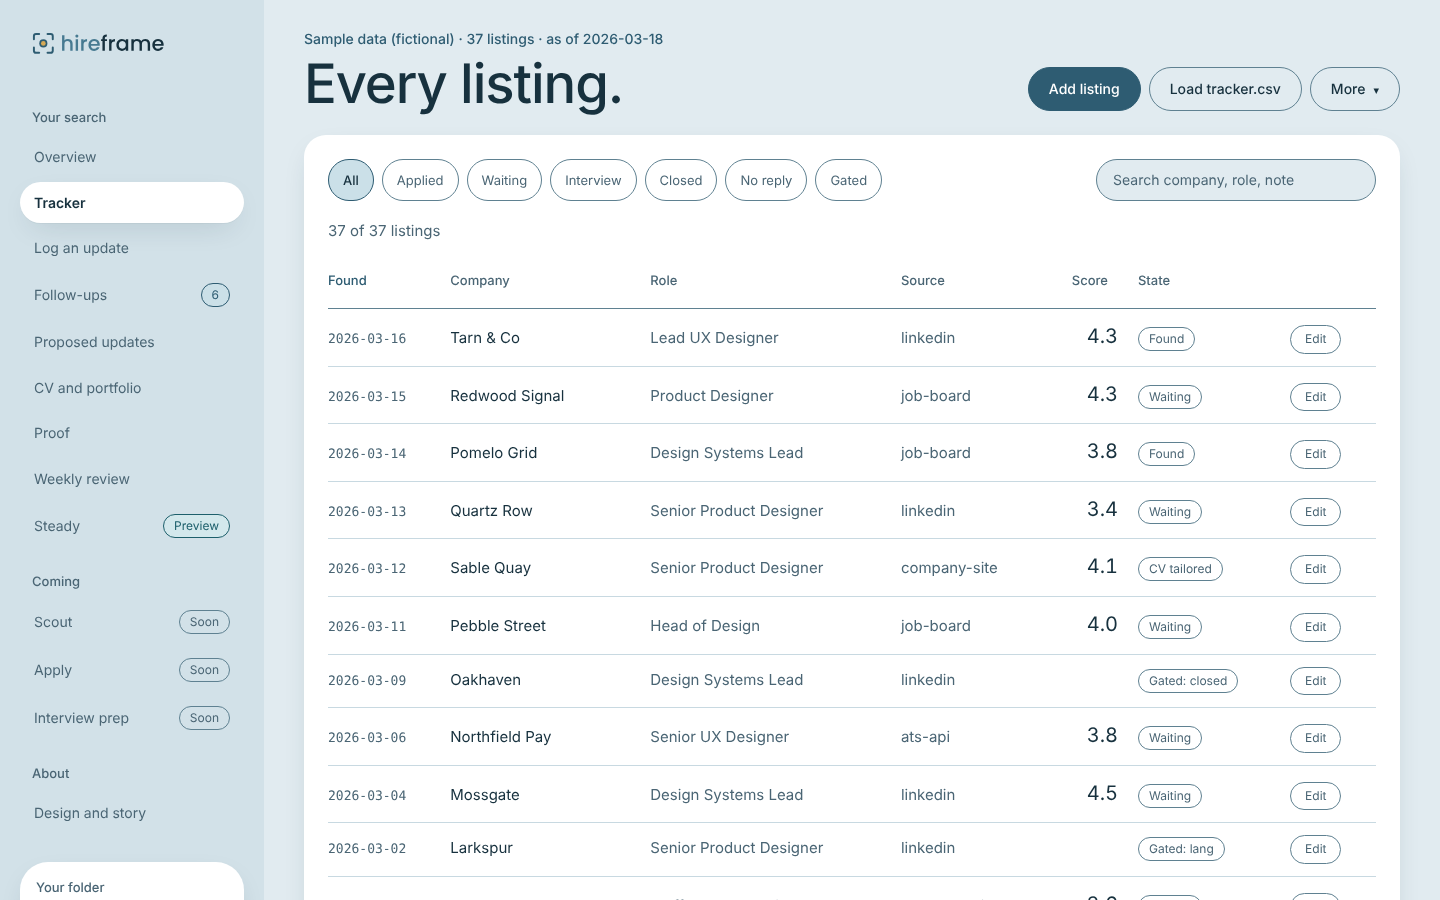 hireframe
Your search
Overview
Tracker
Log an update
Follow-ups 6
Proposed updates
CV and portfolio
Proof
Weekly review
Steady Preview
Coming
Scout Soon
Apply Soon
Interview prep Soon
About
Design and story
Your folder
Sample data (fictional) · 37 listings · as of 2026-03-18
Every listing.
Add listing Load tracker.csv More ▾
All Applied Waiting Interview Closed No reply Gated Search company, role, note
37 of 37 listings
Found Company Role Source Score State
2026-03-16 Tarn & Co Lead UX Designer linkedin 4.3 Found Edit
2026-03-15 Redwood Signal Product Designer job-board 4.3 Waiting Edit
2026-03-14 Pomelo Grid Design Systems Lead job-board 3.8 Found Edit
2026-03-13 Quartz Row Senior Product Designer linkedin 3.4 Waiting Edit
2026-03-12 Sable Quay Senior Product Designer company-site 4.1 CV tailored Edit
2026-03-11 Pebble Street Head of Design job-board 4.0 Waiting Edit
2026-03-09 Oakhaven Design Systems Lead linkedin Gated: closed Edit
2026-03-06 Northfield Pay Senior UX Designer ats-api 3.8 Waiting Edit
2026-03-04 Mossgate Design Systems Lead linkedin 4.5 Waiting Edit
2026-03-02 Larkspur Senior Product Designer linkedin Gated: lang Edit